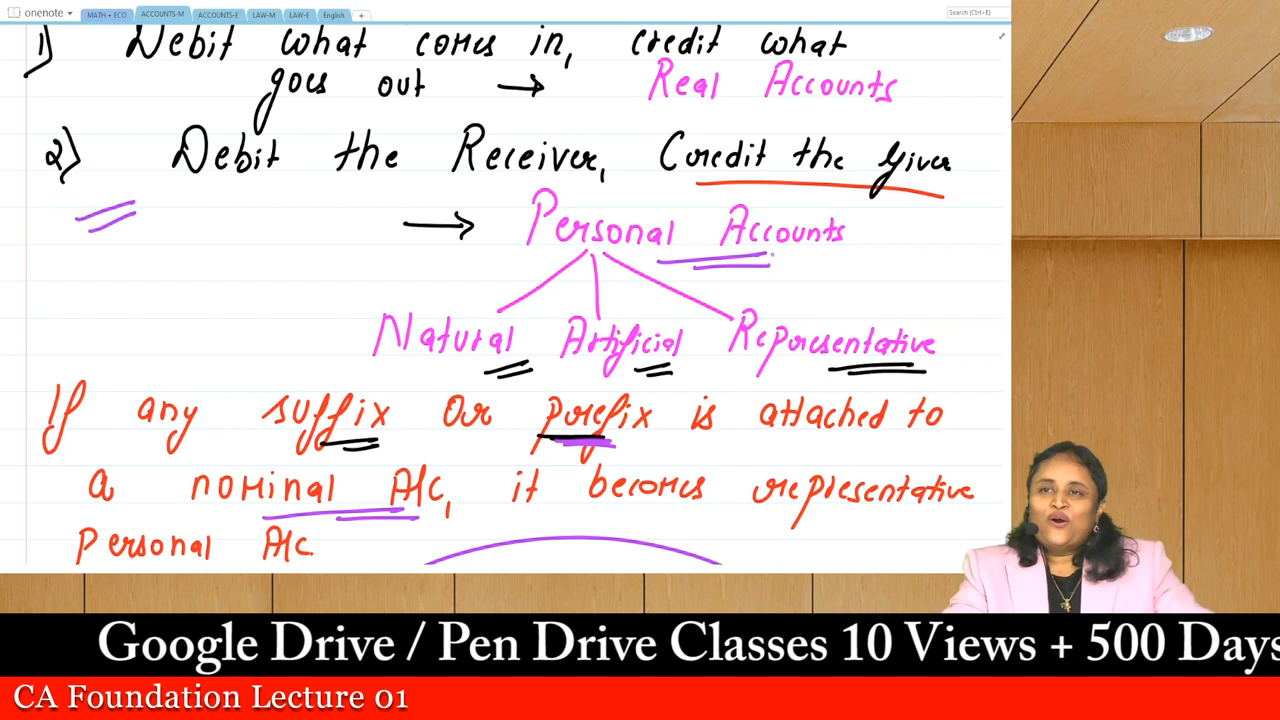 onenote
MATH + ECO
ACCOUNTS-M
ACCOUNTS-E
LAW-M
LAW-E
English
+
Search (Ctrl+E)
1) Debit what comes in, credit what
goes out → Real Accounts
2) Debit the Receiver, Credit the Giver
→ Personal Accounts
Natural Artificial Representative
If any suffix or prefix is attached to
a nominal A/C, it becomes representative
Personal A/C
Google Drive / Pen Drive Classes 10 Views + 500 Days
CA Foundation Lecture 01